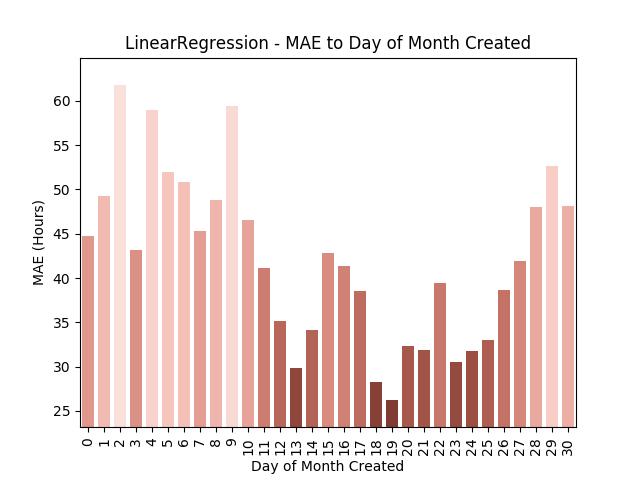 LinearRegression - MAE to Day of Month Created
MAE (Hours)
60
55
50
45
40
35
30
25
0 1 2 3 4 5 6 7 8 9 10 11 12 13 14 15 16 17 18 19 20 21 22 23 24 25 26 27 28 29 30
Day of Month Created